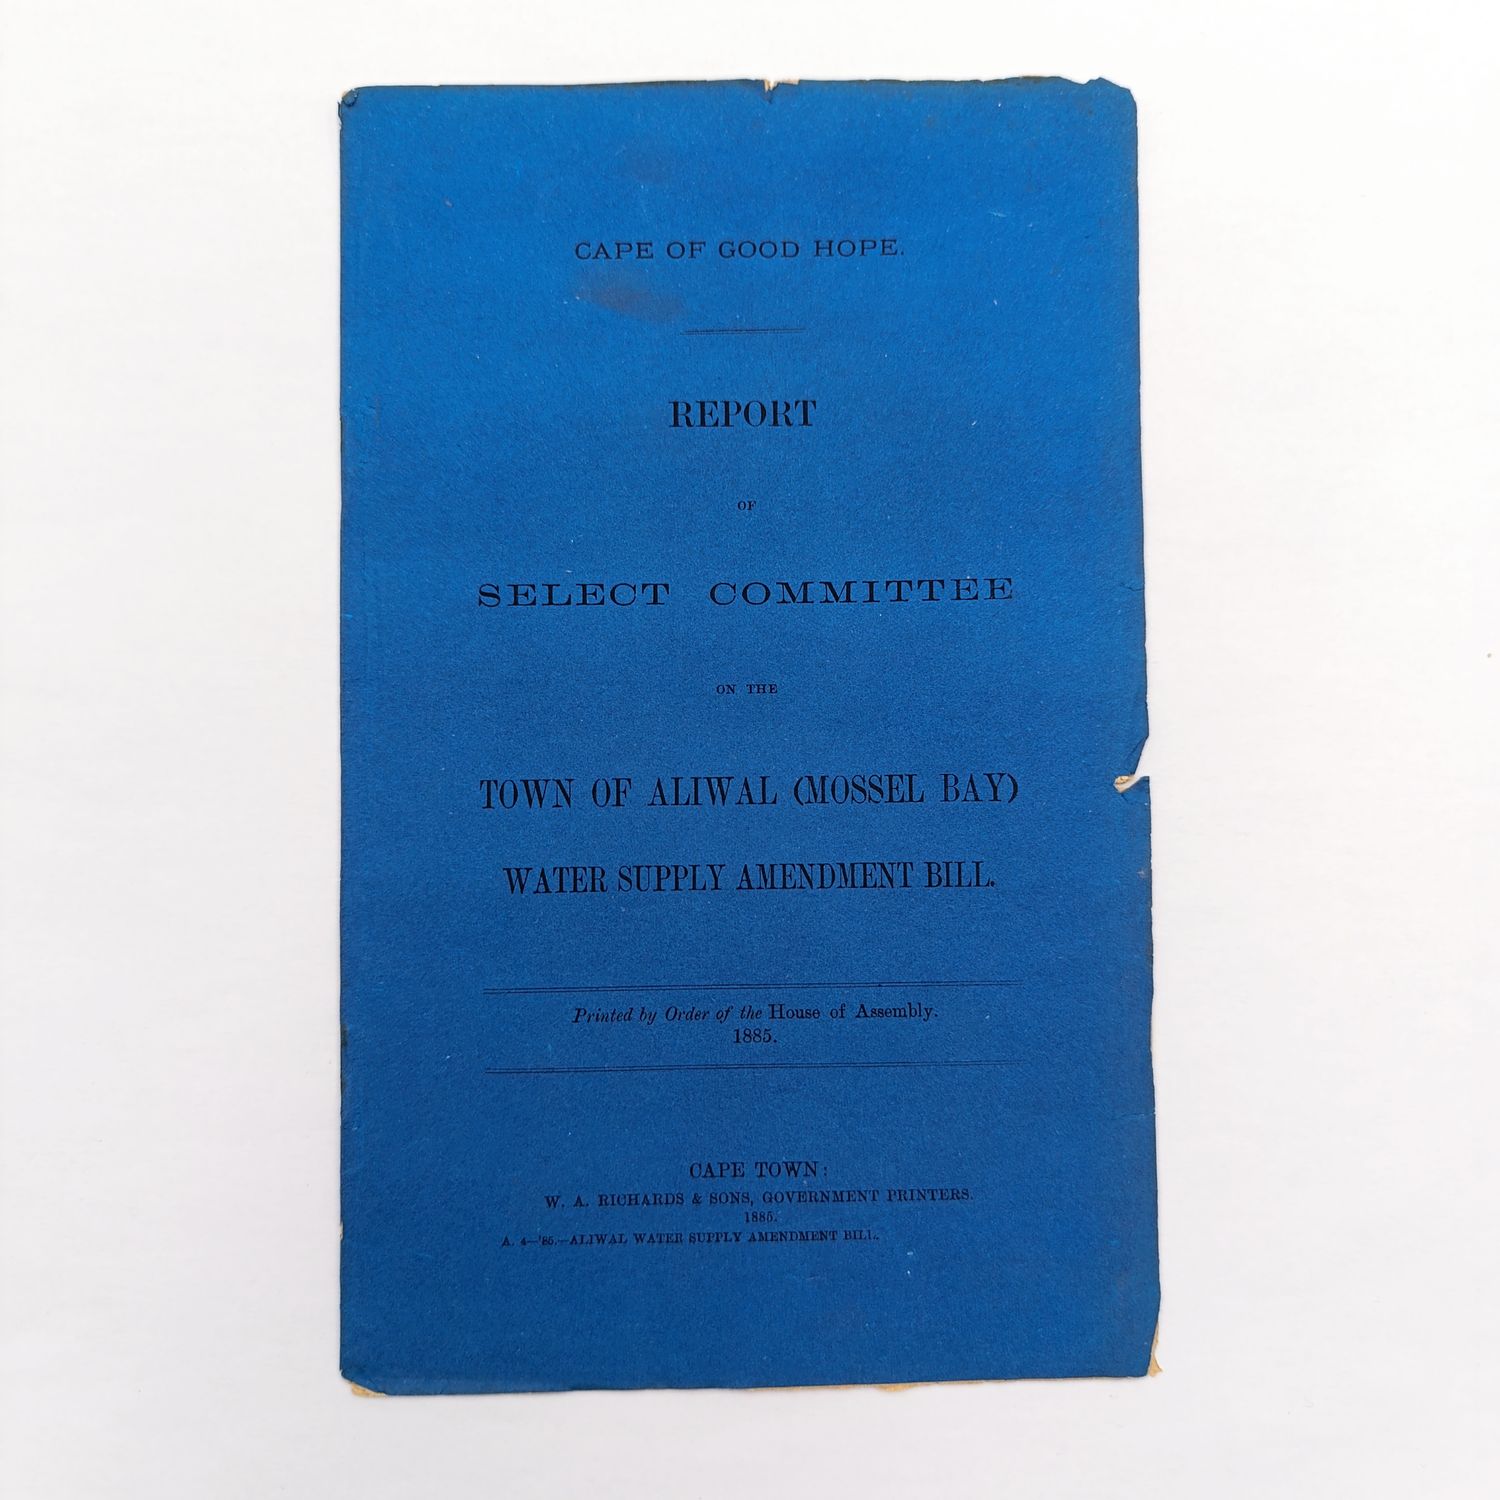 CAPE OF GOOD HOPE.
REPORT
OF
SELECT COMMITTEE
ON THE
TOWN OF ALIWAL (MOSSEL BAY)
WATER SUPPLY AMENDMENT BILL.
Printed by Order of the House of Assembly.
1885.
CAPE TOWN:
W. A. RICHARDS & SONS, GOVERNMENT PRINTERS.
1885.
A. 4—'85.—ALIWAL WATER SUPPLY AMENDMENT BILL.